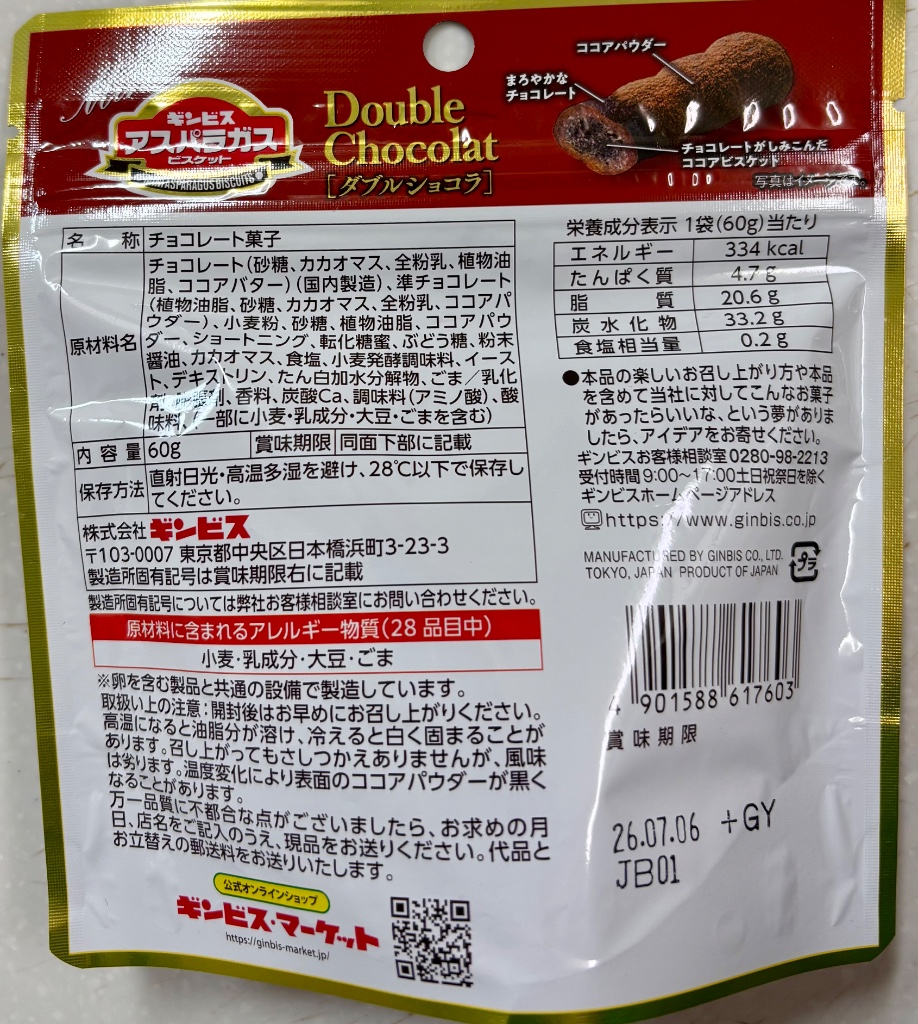 Mini
ギンビス
アスパラガス
ビスケット
ASPARAGUS BISCUITS
Double
Chocolat
[ダブルショコラ]
ココアパウダー
まろやかな
チョコレート
チョコレートがしみこんだ
ココアビスケット
写真はイメージ
名 称 チョコレート菓子
原材料名
チョコレート(砂糖、カカオマス、全粉乳、植物油
脂、ココアバター)(国内製造)、準チョコレート
(植物油脂、砂糖、カカオマス、全粉乳、ココアパ
ウダー)、小麦粉、砂糖、植物油脂、ココアパウ
ダー、ショートニング、転化糖蜜、ぶどう糖、粉末
醤油、カカオマス、食塩、小麦発酵調味料、イース
ト、デキストリン、たん白加水分解物、ごま/乳化
剤、膨張剤、香料、炭酸Ca、調味料(アミノ酸)、酸
味料、(一部に小麦・乳成分・大豆・ごまを含む)
内容量 60g 賞味期限 同面下部に記載
保存方法
直射日光・高温多湿を避け、28℃以下で保存し
てください。
株式会社ギンビス
〒103-0007 東京都中央区日本橋浜町3-23-3
製造所固有記号は賞味期限右に記載
製造所固有記号については弊社お客様相談室にお問い合わせください。
原材料に含まれるアレルギー物質(28品目中)
小麦・乳成分・大豆・ごま
※卵を含む製品と共通の設備で製造しています。
取扱い上の注意:開封後はお早めにお召し上がりください。
高温になると油脂分が溶け、冷えると白く固まることが
あります。召し上がってもさしつかえありませんが、風味
は劣ります。温度変化により表面のココアパウダーが黒く
なることがあります。
万一品質に不都合な点がございましたら、お求めの月
日、店名をご記入のうえ、現品をお送りください。代品と
お立替えの郵送料をお送りいたします。
公式オンラインショップ
ギンビス・マーケット
https://ginbis-market.jp/
栄養成分表示 1袋(60g)当たり
エネルギー 334 kcal
たんぱく質 4.7 g
脂 質 20.6 g
炭水化物 33.2 g
食塩相当量 0.2 g
●本品の楽しいお召し上がり方や本品
を含めて当社に対してこんなお菓子
があったらいいな、という夢がありま
したら、アイデアをお寄せください。
ギンビスお客様相談室 0280-98-2213
受付時間 9:00〜17:00土日祝祭日を除く
ギンビスホームページアドレス
https://www.ginbis.co.jp
MANUFACTURED BY GINBIS CO., LTD.
TOKYO, JAPAN PRODUCT OF JAPAN
プラ
4 901588 617603
賞味期限
26.07.06 +GY
JB01